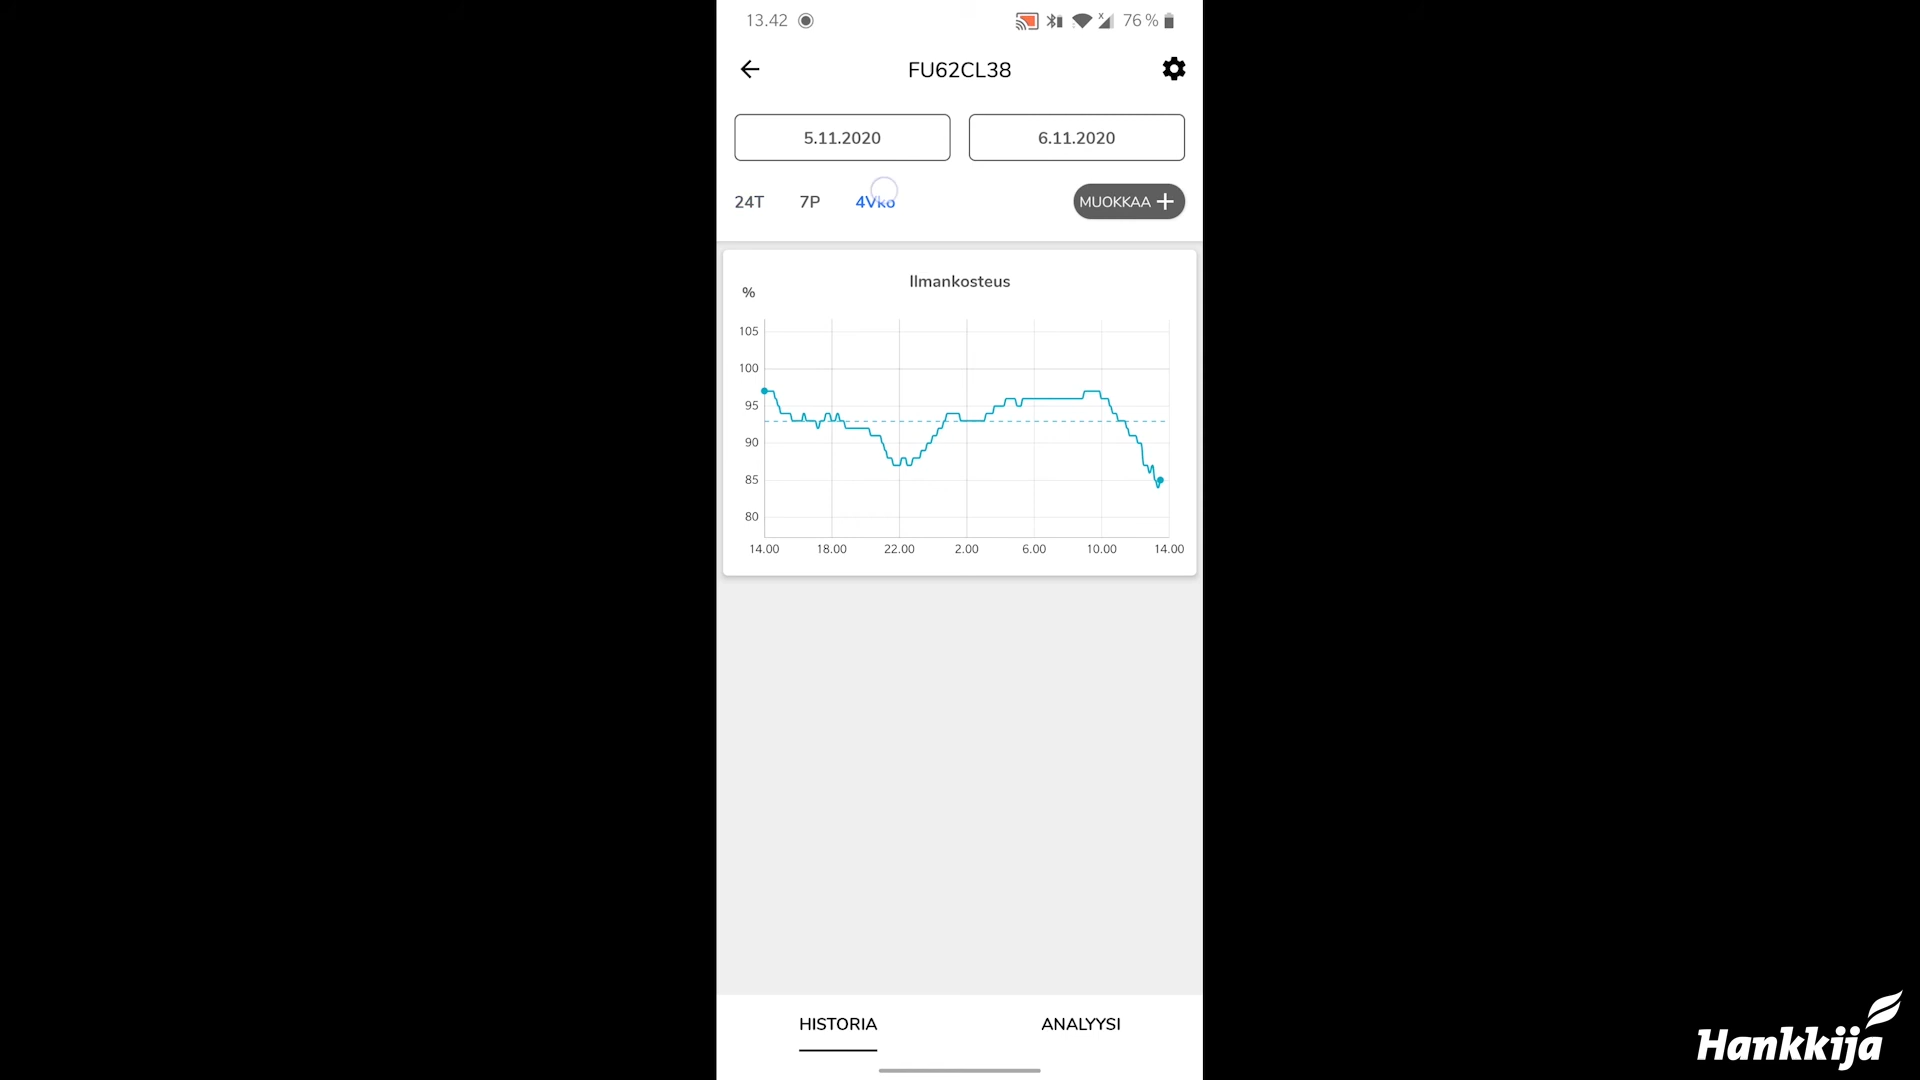 13.42 76 %
FU62CL38
5.11.2020 6.11.2020
24T 7P 4Vko MUOKKAA +
Ilmankosteus
%
105
100
95
90
85
80
14.00 18.00 22.00 2.00 6.00 10.00 14.00
HISTORIA ANALYYSI
Hankkija